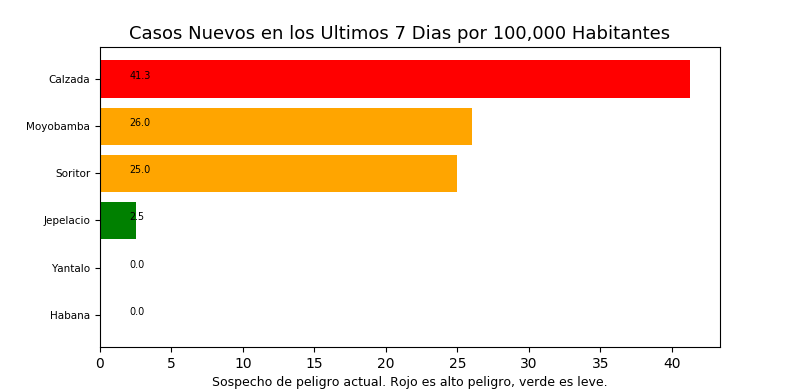 Casos Nuevos en los Ultimos 7 Dias por 100,000 Habitantes
Calzada 41.3
Moyobamba 26.0
Soritor 25.0
Jepelacio 2.5
Yantalo 0.0
Habana 0.0
0 5 10 15 20 25 30 35 40
Sospecho de peligro actual. Rojo es alto peligro, verde es leve.